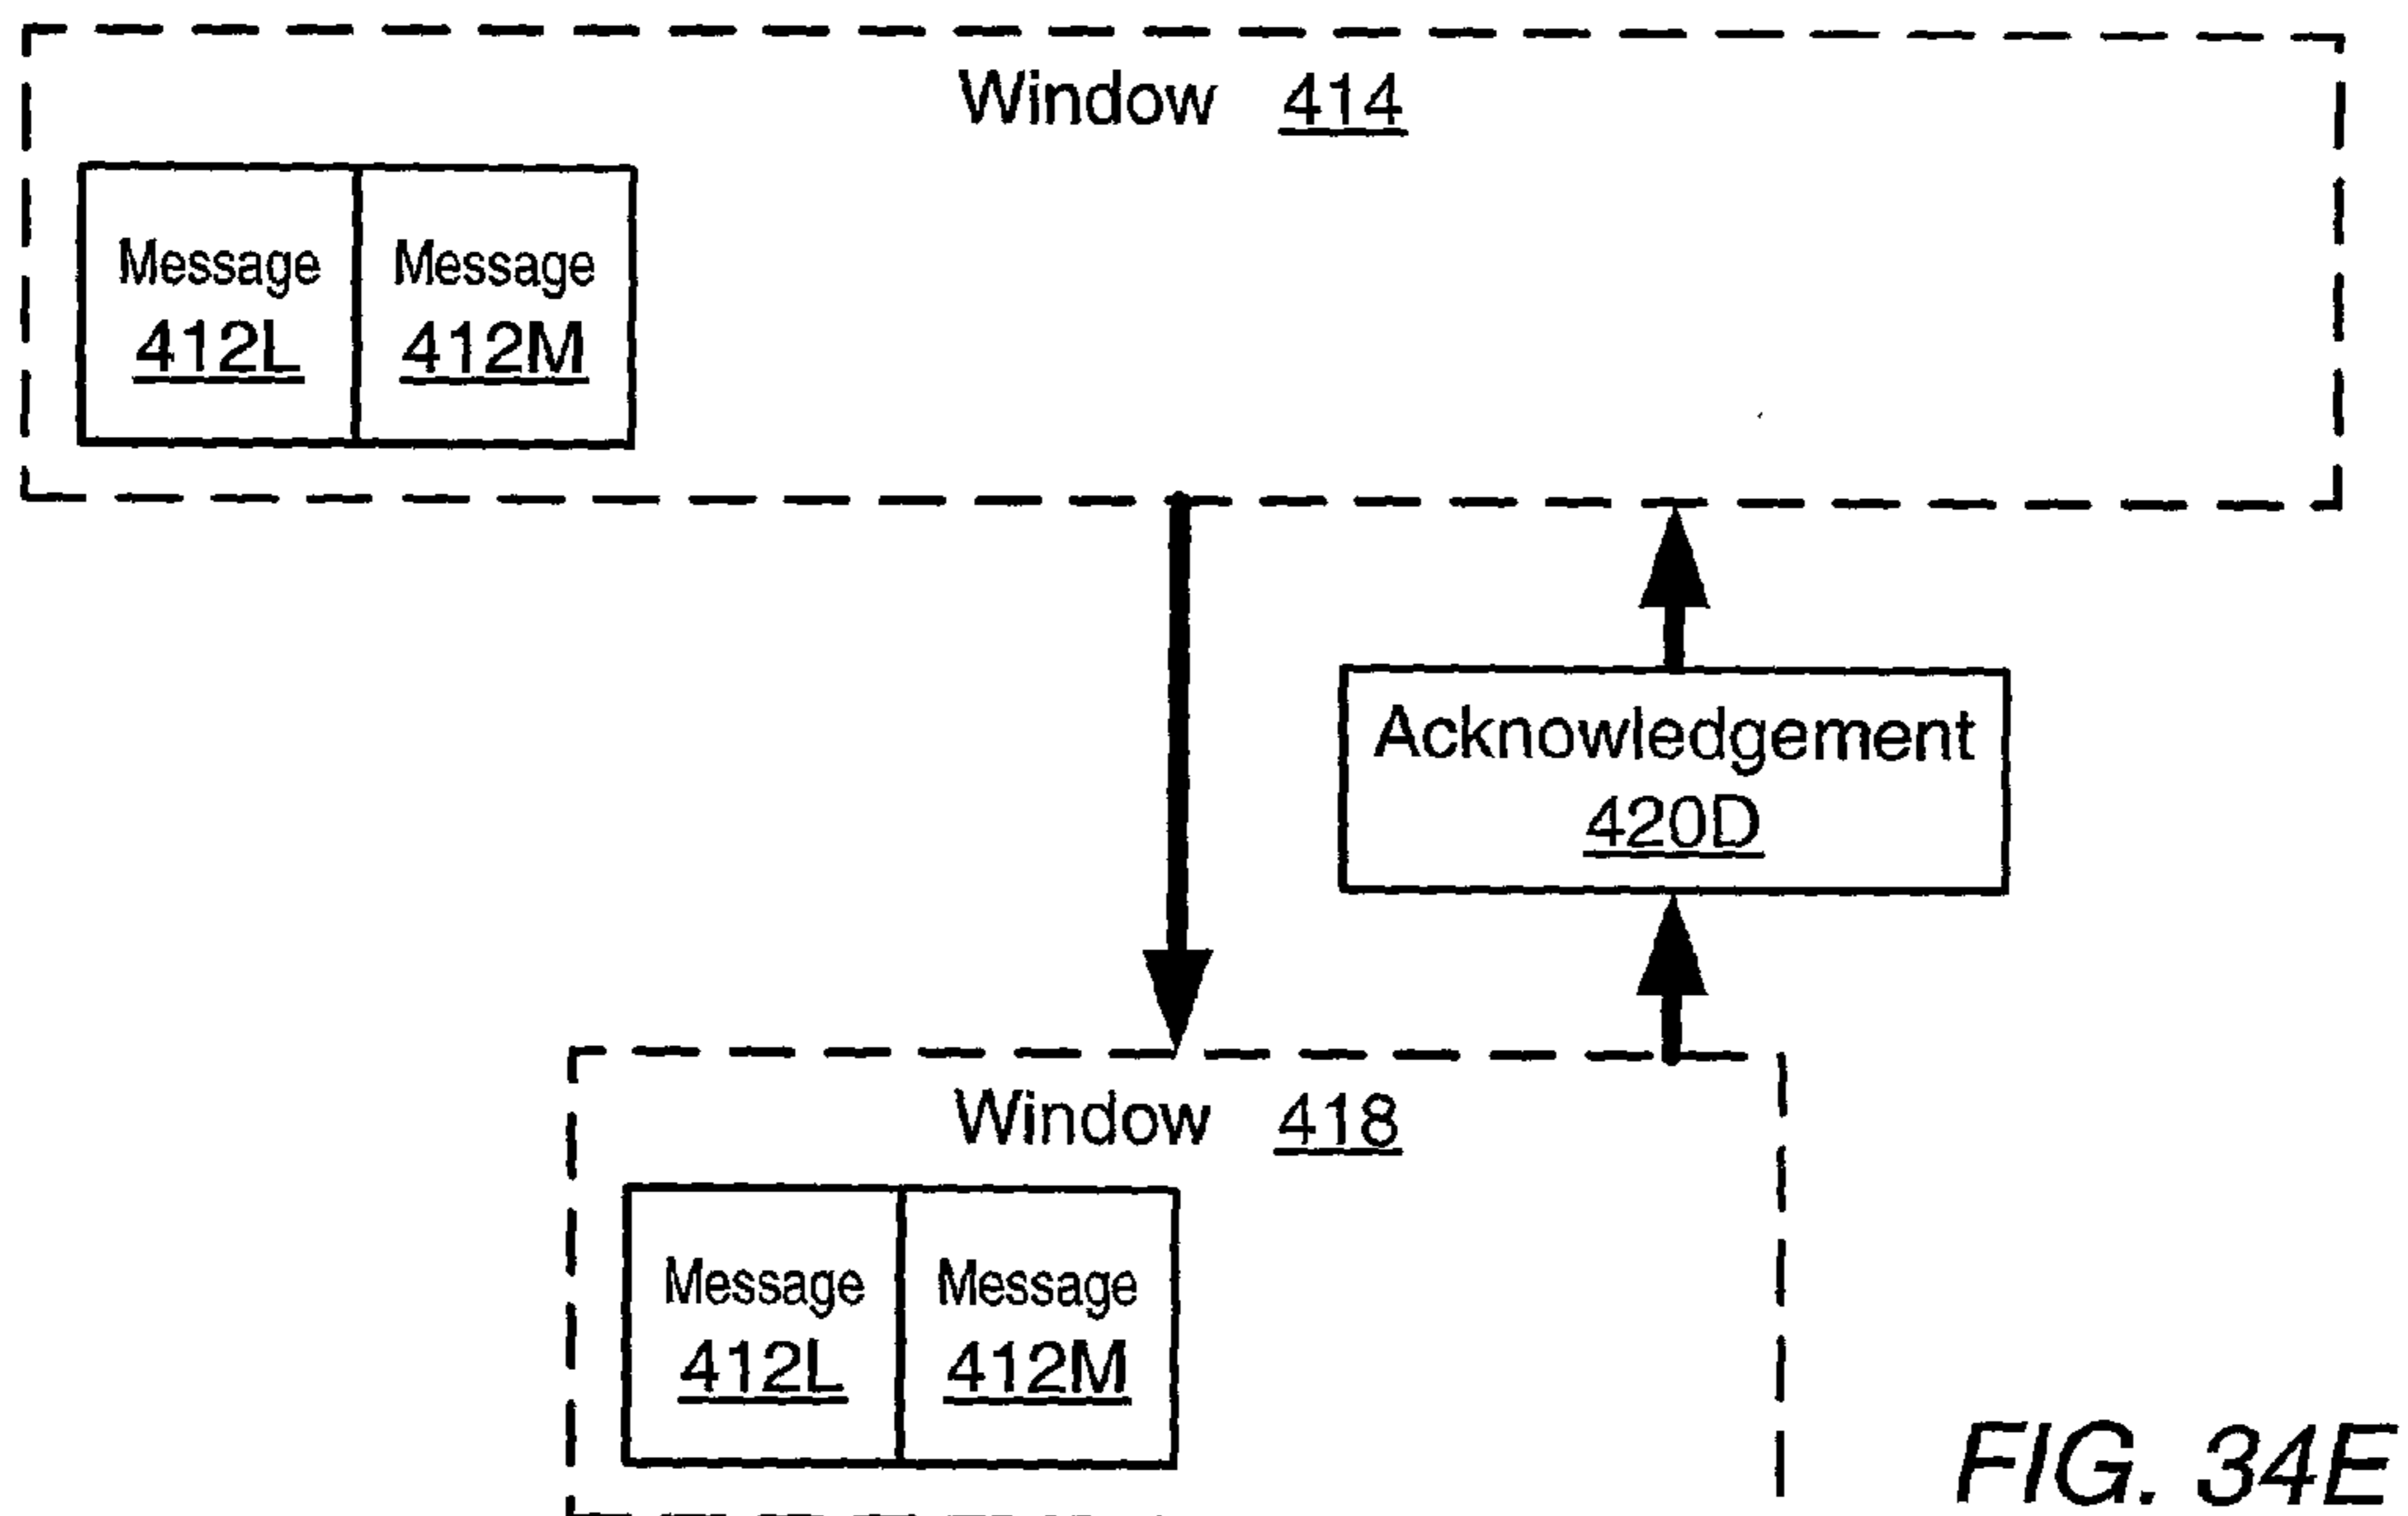 Window 414
Message Message
412L 412M
Acknowledgement
420D
Window 418
Message Message
412L 412M
FIG. 34E